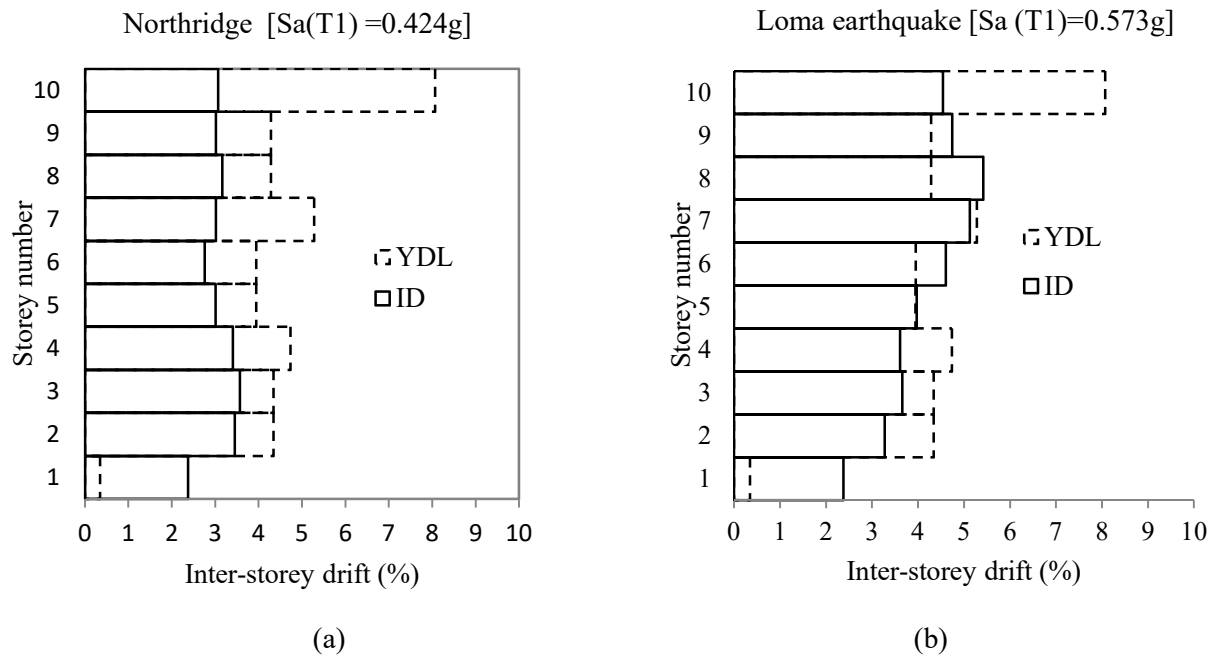 Northridge [Sa(T1) =0.424g]
10
9
8
7
6
5
4
3
2
1
Storey number
YDL
ID
0 1 2 3 4 5 6 7 8 9 10
Inter-storey drift (%)
(a)
Loma earthquake [Sa (T1)=0.573g]
10
9
8
7
6
5
4
3
2
1
Storey number
YDL
ID
0 1 2 3 4 5 6 7 8 9 10
Inter-storey drift (%)
(b)